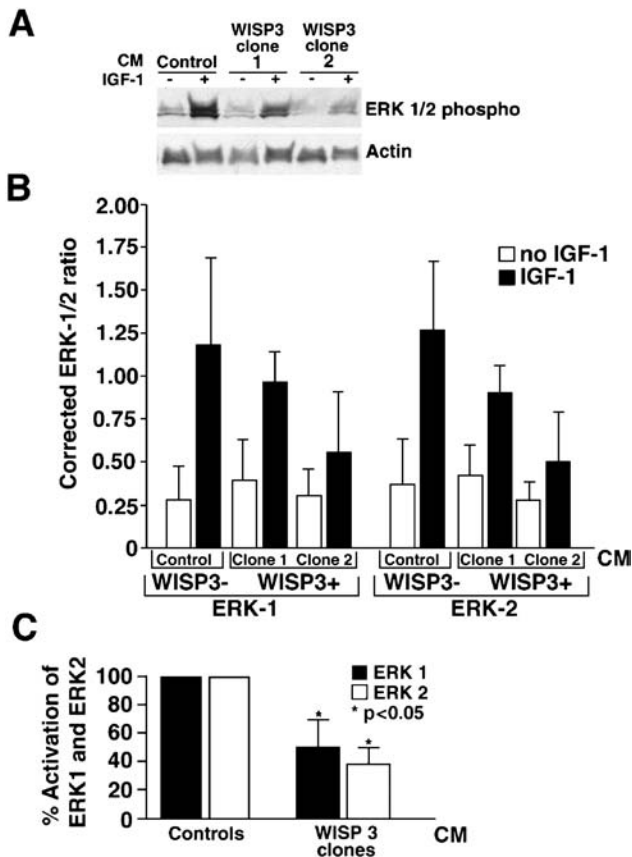 A
CM
Control
WISP3
clone
1
WISP3
clone
2
IGF-1 - + - + - +
ERK 1/2 phospho
Actin
B
Corrected ERK-1/2 ratio
2.00
1.75
1.50
1.25
1.00
0.75
0.50
0.25
0
no IGF-1
IGF-1
Control Clone 1 Clone 2 Control Clone 1 Clone 2 CM
WISP3- WISP3+ WISP3- WISP3+
ERK-1 ERK-2
C
% Activation of
ERK1 and ERK2
100
80
60
40
20
0
ERK 1
ERK 2
* p<0.05
* *
Controls WISP 3
clones
CM